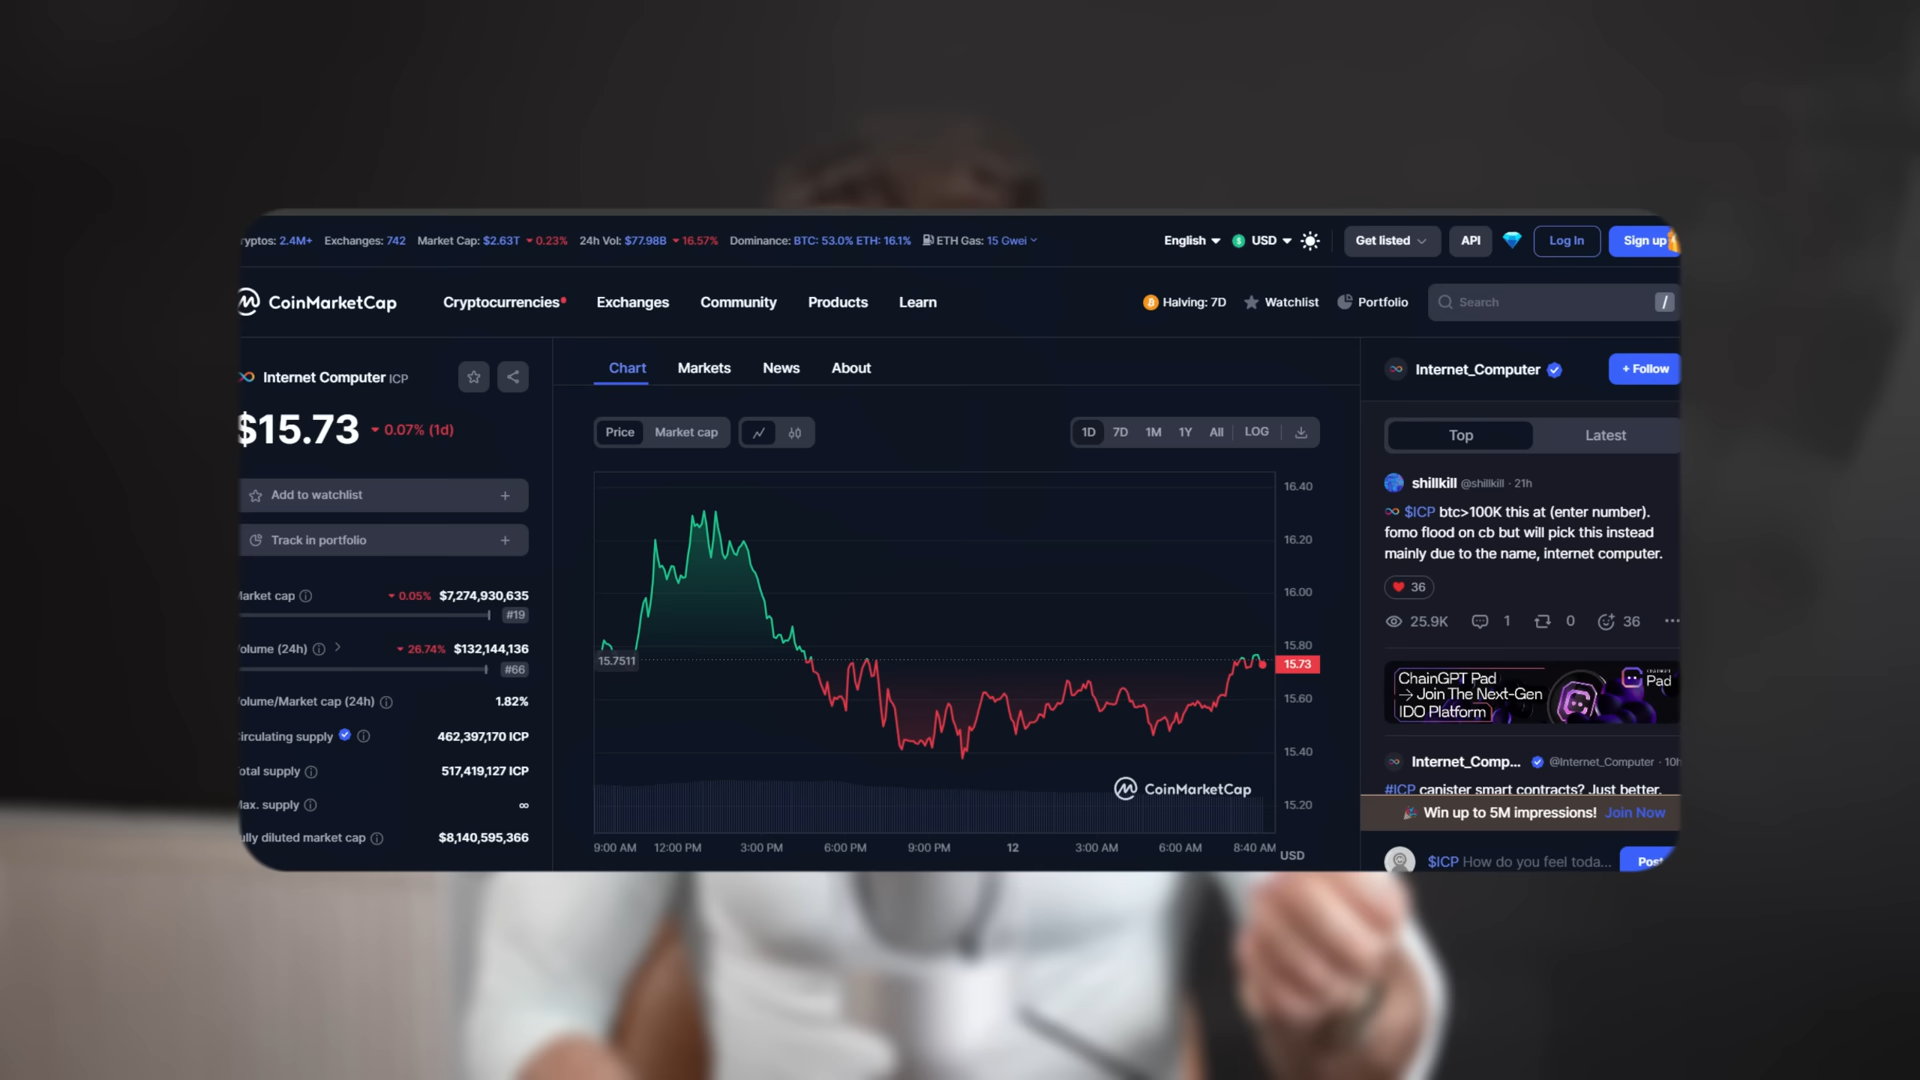 ryptos: 2.4M+ Exchanges: 742 Market Cap: $2.63T 0.23% 24h Vol: $77.98B 16.57% Dominance: BTC: 53.0% ETH: 16.1% ETH Gas: 15 Gwei English USD Get listed API Log In Sign up
CoinMarketCap Cryptocurrencies Exchanges Community Products Learn Halving: 7D Watchlist Portfolio Search /
Internet Computer ICP
$15.73 0.07% (1d)
Add to watchlist +
Track in portfolio +
arket cap 0.05% $7,274,930,635
#19
olume (24h) 26.74% $132,144,136
#66
olume/Market cap (24h) 1.82%
irculating supply 462,397,170 ICP
otal supply 517,419,127 ICP
ax. supply ∞
ully diluted market cap $8,140,595,366
Chart Markets News About
Price Market cap 1D 7D 1M 1Y All LOG
16.40
16.20
16.00
15.80
15.7511
15.73
15.60
15.40
CoinMarketCap
15.20
9:00 AM 12:00 PM 3:00 PM 6:00 PM 9:00 PM 12 3:00 AM 6:00 AM 8:40 AM
USD
Internet_Computer + Follow
Top Latest
shillkill @shillkill · 21h
$ICP btc>100K this at (enter number).
fomo flood on cb but will pick this instead
mainly due to the name, internet computer.
36
25.9K 1 0 36
ChainGPT Pad
→ Join The Next-Gen
IDO Platform
Pad
Internet_Comp... @Internet_Computer · 10h
#ICP canister smart contracts? Just better.
Win up to 5M impressions! Join Now
$ICP How do you feel toda... Post